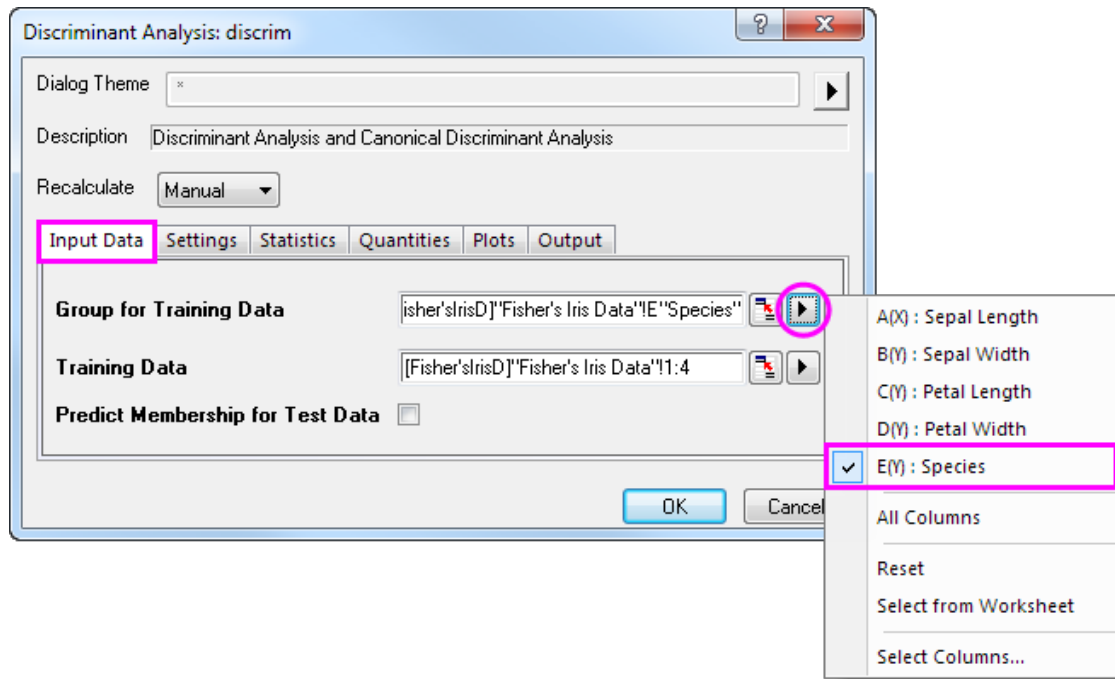 Discriminant Analysis: discrim
Dialog Theme *
Description Discriminant Analysis and Canonical Discriminant Analysis
Recalculate Manual
Input Data Settings Statistics Quantities Plots Output
Group for Training Data isher'sIrisD]"Fisher's Iris Data"!E"Species"
Training Data [Fisher'sIrisD]"Fisher's Iris Data"!1:4
Predict Membership for Test Data
OK Cancel
A(X) : Sepal Length
B(Y) : Sepal Width
C(Y) : Petal Length
D(Y) : Petal Width
E(Y) : Species
All Columns
Reset
Select from Worksheet
Select Columns...